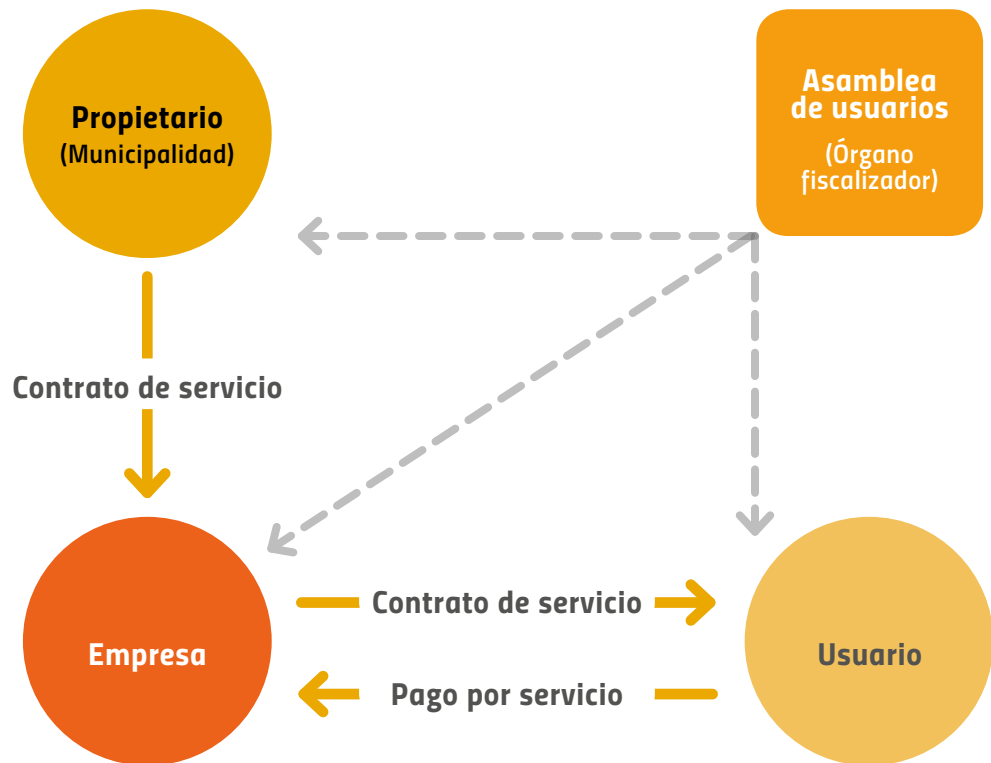 Propietario
(Municipalidad)
Asamblea
de usuarios
(Órgano
fiscalizador)
Contrato de servicio
Empresa
Contrato de servicio
Pago por servicio
Usuario